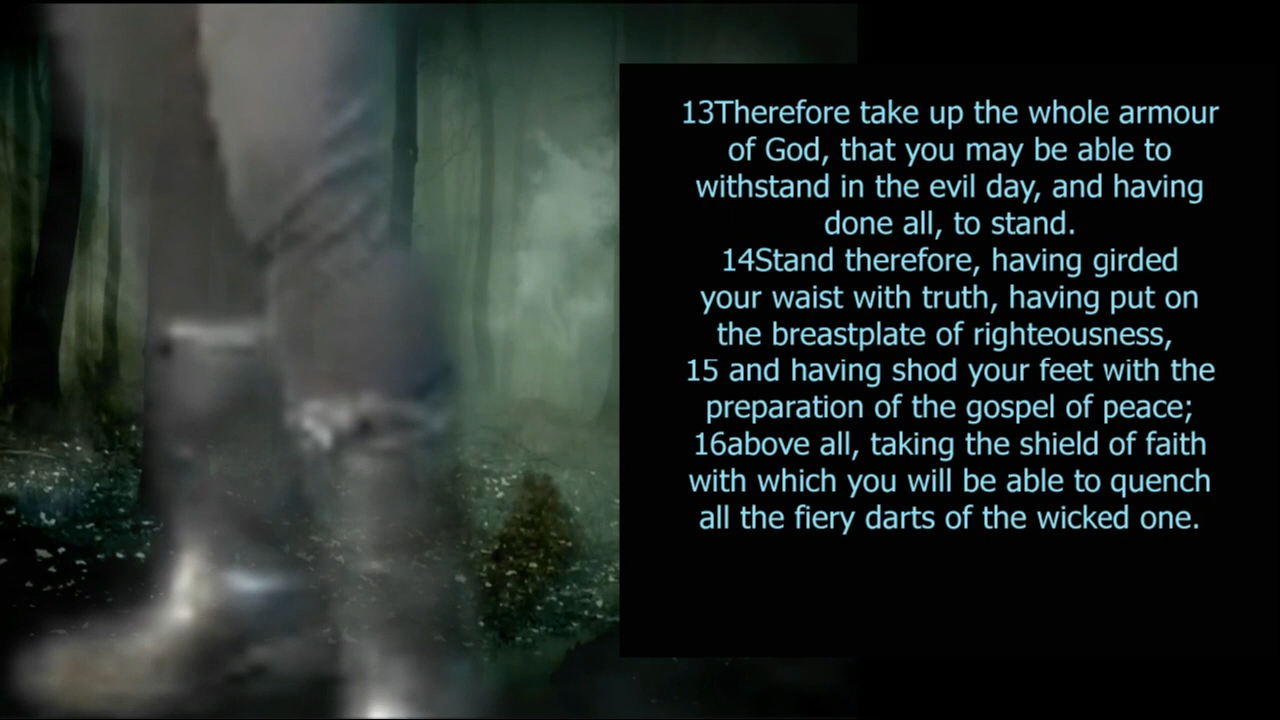 13Therefore take up the whole armour
of God, that you may be able to
withstand in the evil day, and having
done all, to stand.
14Stand therefore, having girded
your waist with truth, having put on
the breastplate of righteousness,
15 and having shod your feet with the
preparation of the gospel of peace;
16above all, taking the shield of faith
with which you will be able to quench
all the fiery darts of the wicked one.